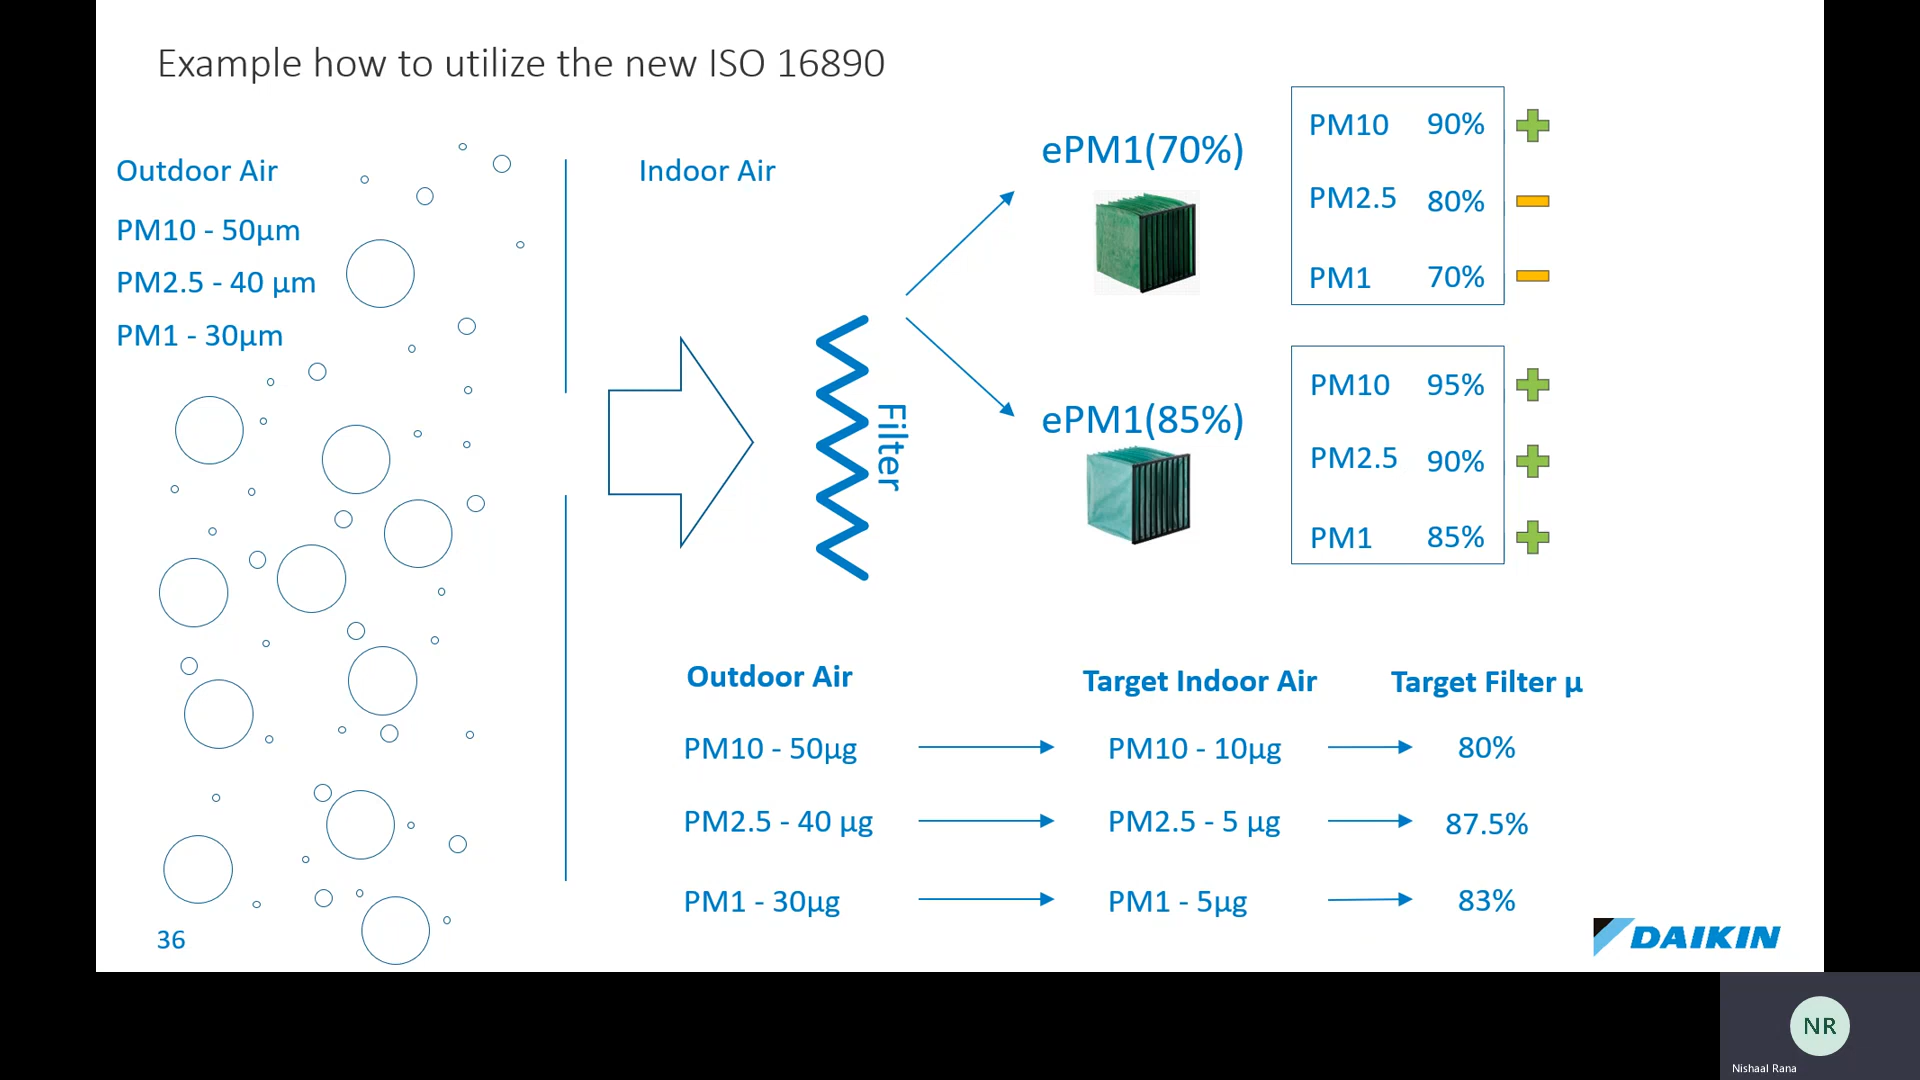 Example how to utilize the new ISO 16890
Outdoor Air
PM10 - 50µm
PM2.5 - 40 µm
PM1 - 30µm
Indoor Air
Filter
ePM1(70%)
PM10 90%
PM2.5 80%
PM1 70%
ePM1(85%)
PM10 95%
PM2.5 90%
PM1 85%
Outdoor Air Target Indoor Air Target Filter µ
PM10 - 50µg PM10 - 10µg 80%
PM2.5 - 40 µg PM2.5 - 5 µg 87.5%
PM1 - 30µg PM1 - 5µg 83%
36
DAIKIN
NR
Nishaal Rana